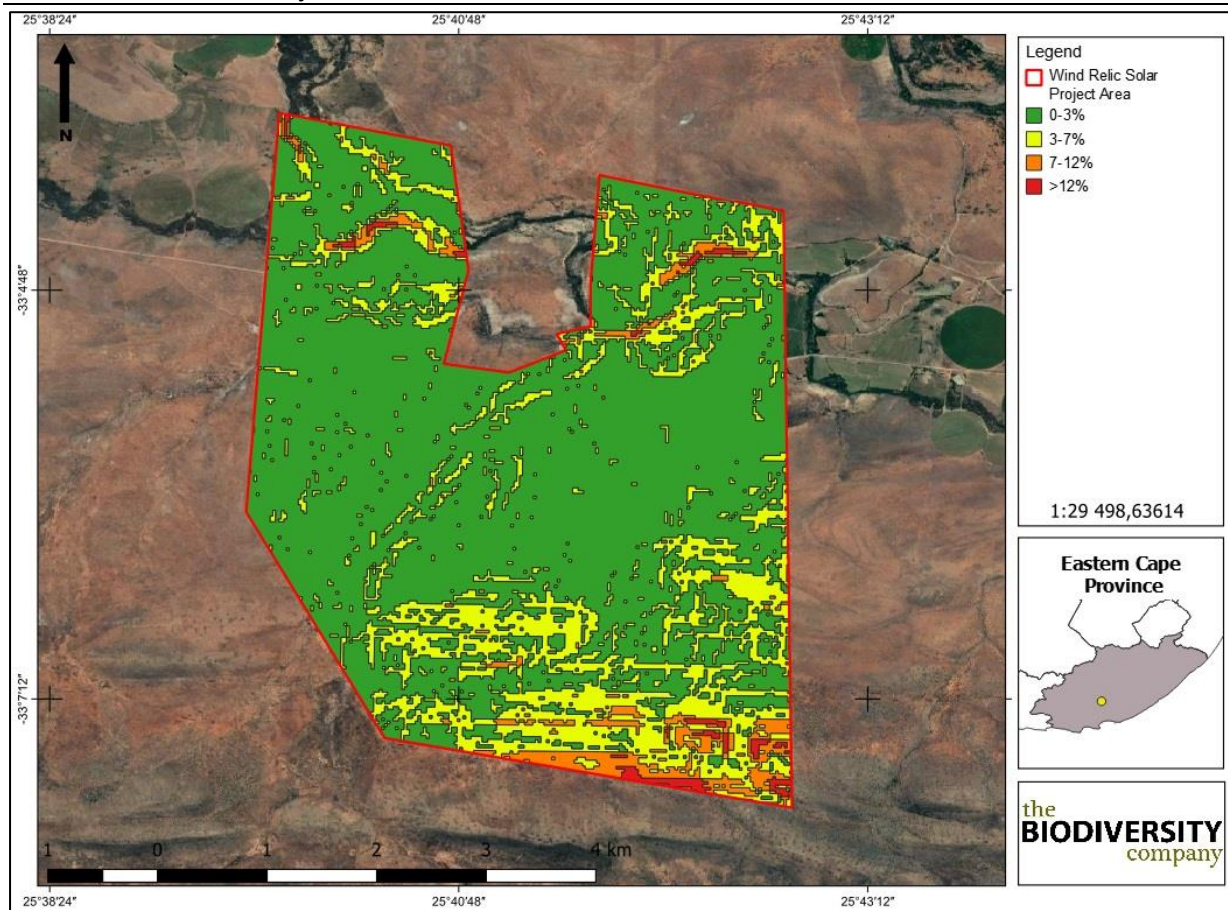 25°38'24"
25°40'48"
25°43'12"
N
-33°4'48"
-33°7'12"
1
0
1
2
3
4 km
25°38'24"
25°40'48"
25°43'12"
Legend
Wind Relic Solar
Project Area
0-3%
3-7%
7-12%
>12%
1:29 498,63614
Eastern Cape
Province
the
BIODIVERSITY
company